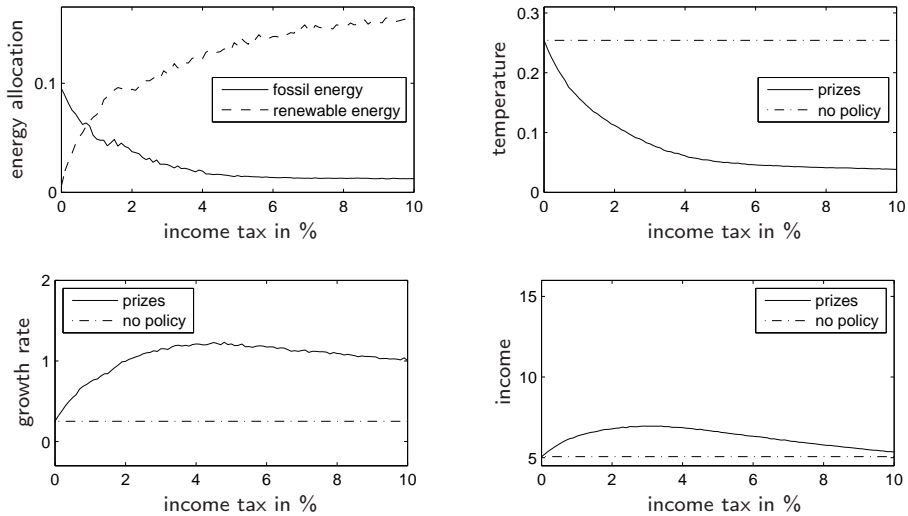 energy allocation
0.1
0
fossil energy
renewable energy
0 2 4 6 8 10
income tax in %
temperature
0.3
0.2
0.1
0
prizes
no policy
0 2 4 6 8 10
income tax in %
growth rate
2
1
0
prizes
no policy
0 2 4 6 8 10
income tax in %
income
15
10
5
prizes
no policy
0 2 4 6 8 10
income tax in %